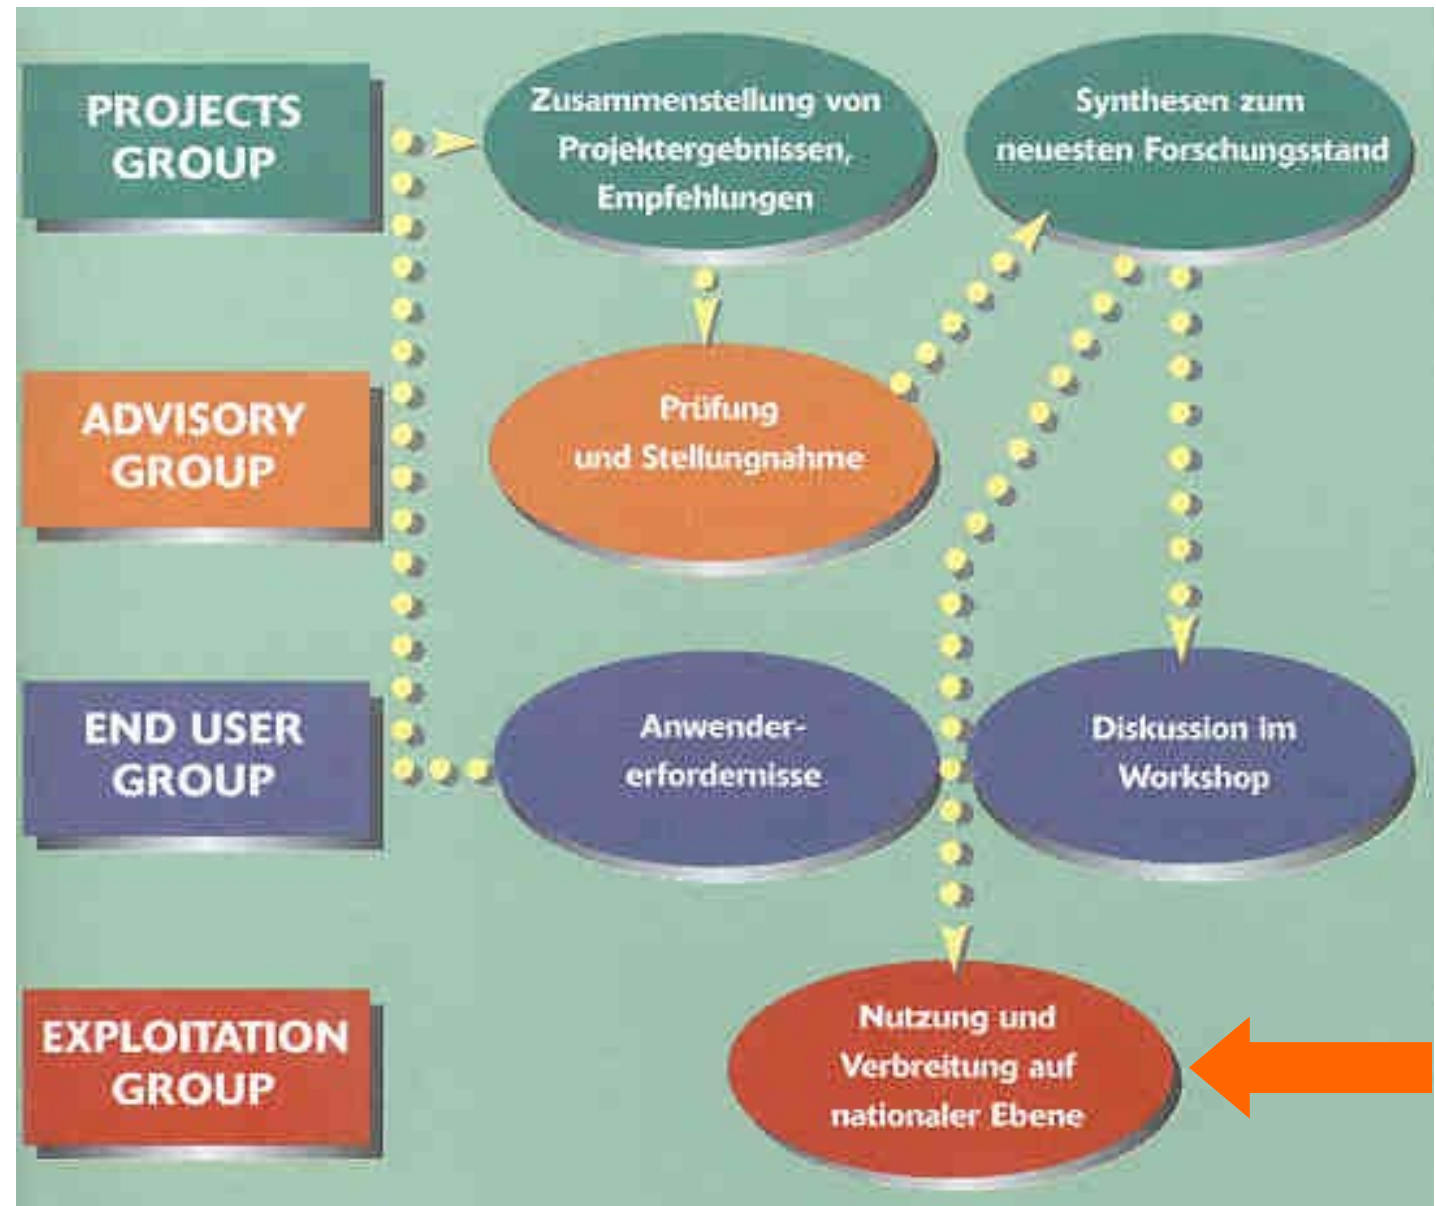 PROJECTS
GROUP
Zusammenstellung von
Projektergebnissen,
Empfehlungen
Synthesen zum
neuesten Forschungsstand
ADVISORY
GROUP
Prüfung
und Stellungnahme
END USER
GROUP
Anwender-
erfordernisse
Diskussion im
Workshop
EXPLOITATION
GROUP
Nutzung und
Verbreitung auf
nationaler Ebene